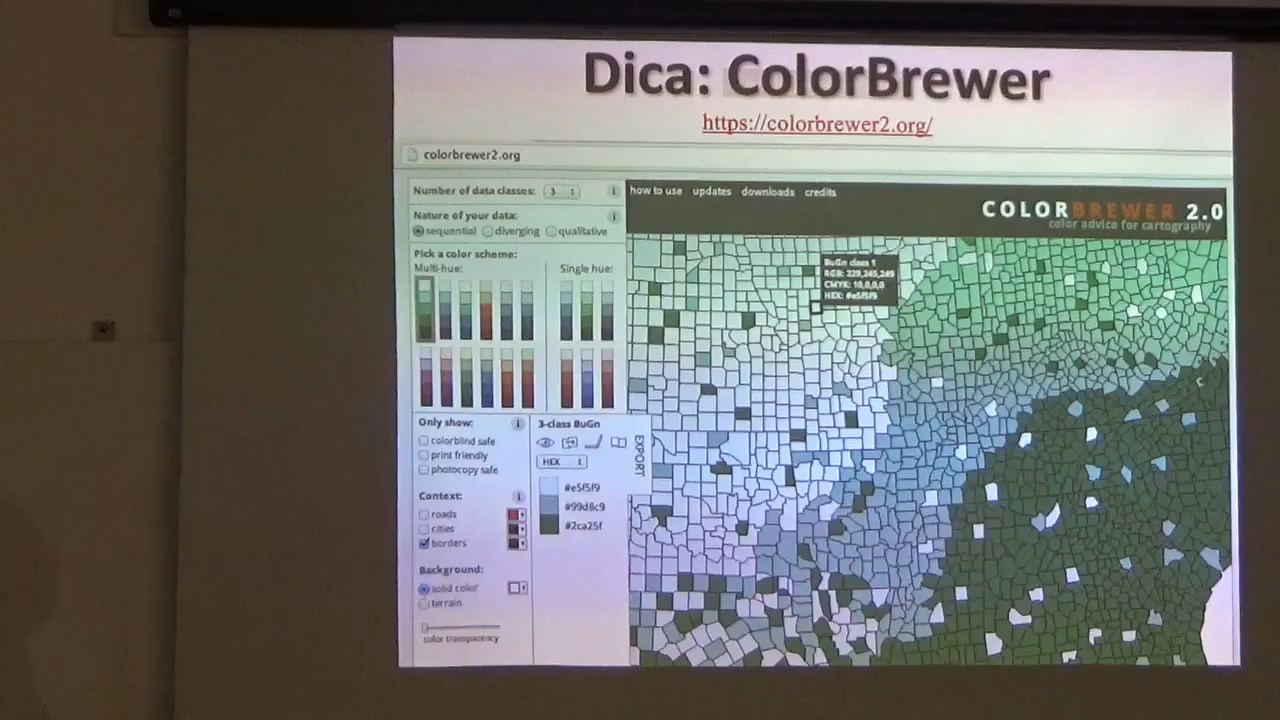 Dica: ColorBrewer
https://colorbrewer2.org/
colorbrewer2.org
Number of data classes: 3
Nature of your data:
sequential diverging qualitative
Pick a color scheme:
Multi-hue: Single hue:
Only show:
colorblind safe
print friendly
photocopy safe
Context:
roads
cities
borders
Background:
solid color
terrain
color transparency
3-class BuGn
HEX
#e5f5f9
#99d8c9
#2ca25f
EXPORT
how to use updates downloads credits
COLORBREWER 2.0
color advice for cartography
BuGn class 1
RGB: 229,245,249
CMYK: 10,0,0,0
HEX: #e5f5f9